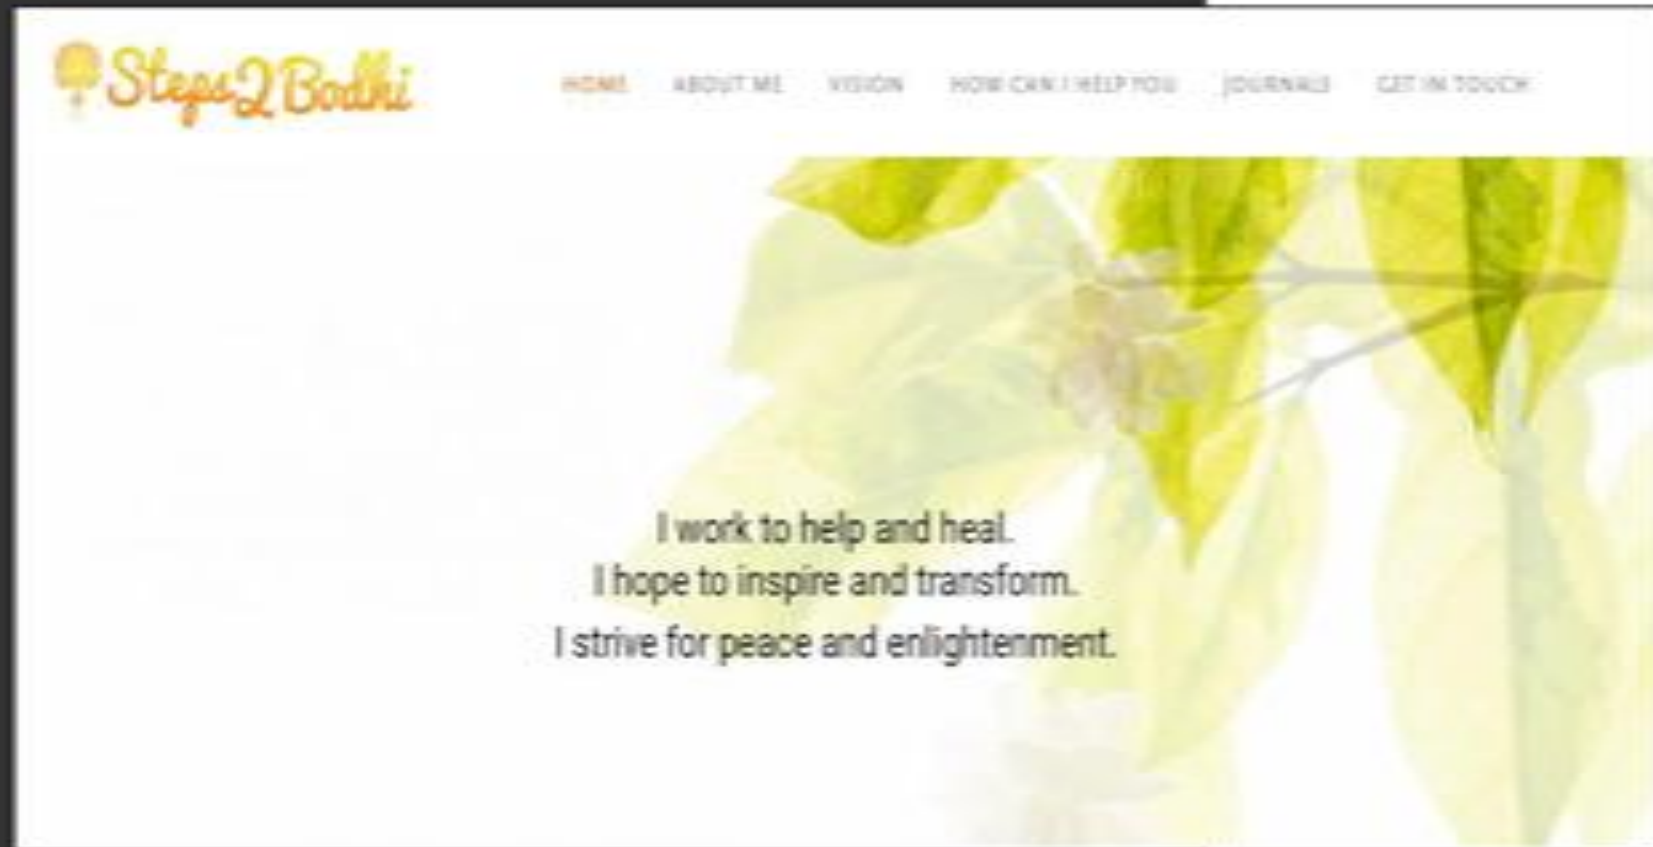 Steps2Bodhi
HOME ABOUT ME VISION HOW CAN I HELP YOU JOURNALS GET IN TOUCH
I work to help and heal.
I hope to inspire and transform.
I strive for peace and enlightenment.